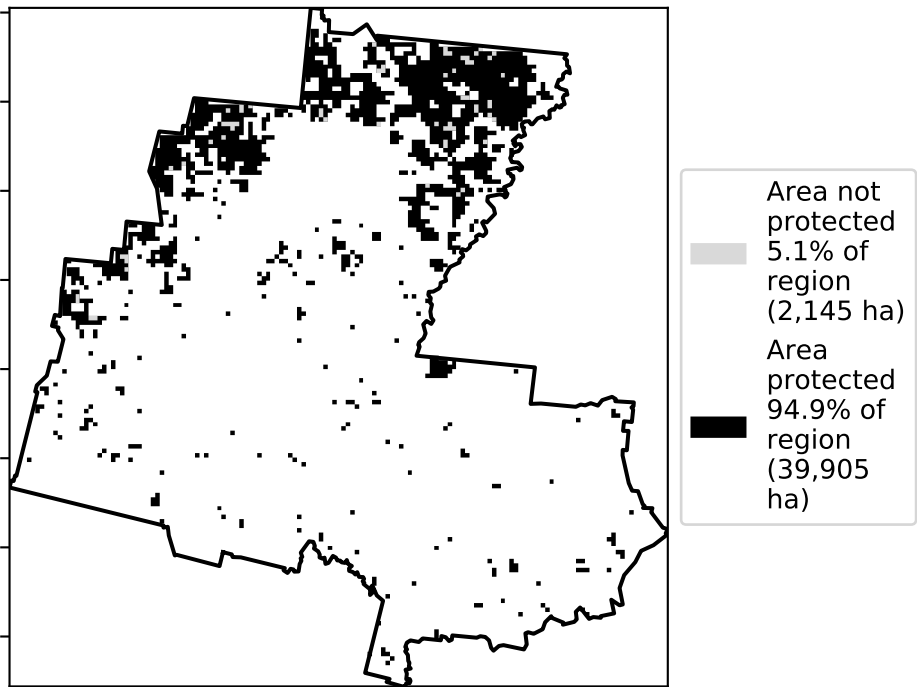 Area not
protected
5.1% of
region
(2,145 ha)
Area
protected
94.9% of
region
(39,905
ha)